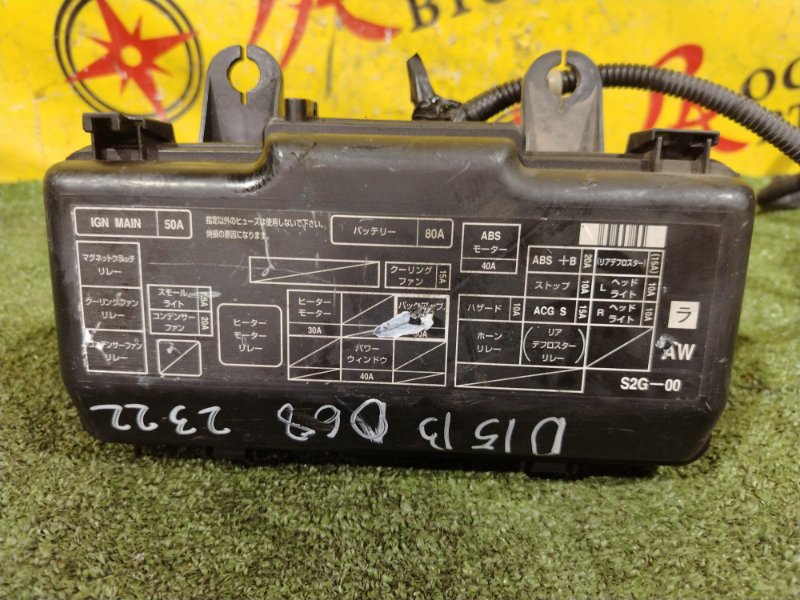 IGN MAIN 50A
指定以外のヒューズは使用しないで下さい。
焼損の原因になります。
バッテリー 80A
ABS
モーター
40A
ABS +B 20A
(リアデフロスター) (15A)
マグネットクラッチ
リレー
クーリング
ファン 15A
ストップ 10A
L ヘッド
ライト 10A
クーリングファン
リレー
スモール
ライト 7.5A
コンデンサー
ファン 20A
ヒーター
モーター
リレー
ヒーター
モーター
30A
バックアップ
ハザード 10A
ACG S 15A
R ヘッド
ライト 10A
ラ
コンデンサーファン
リレー
パワー
ウィンドウ
40A
ホーン
リレー
(リア
デフロスター
リレー)
AW
S2G-00
D15B 068 2322